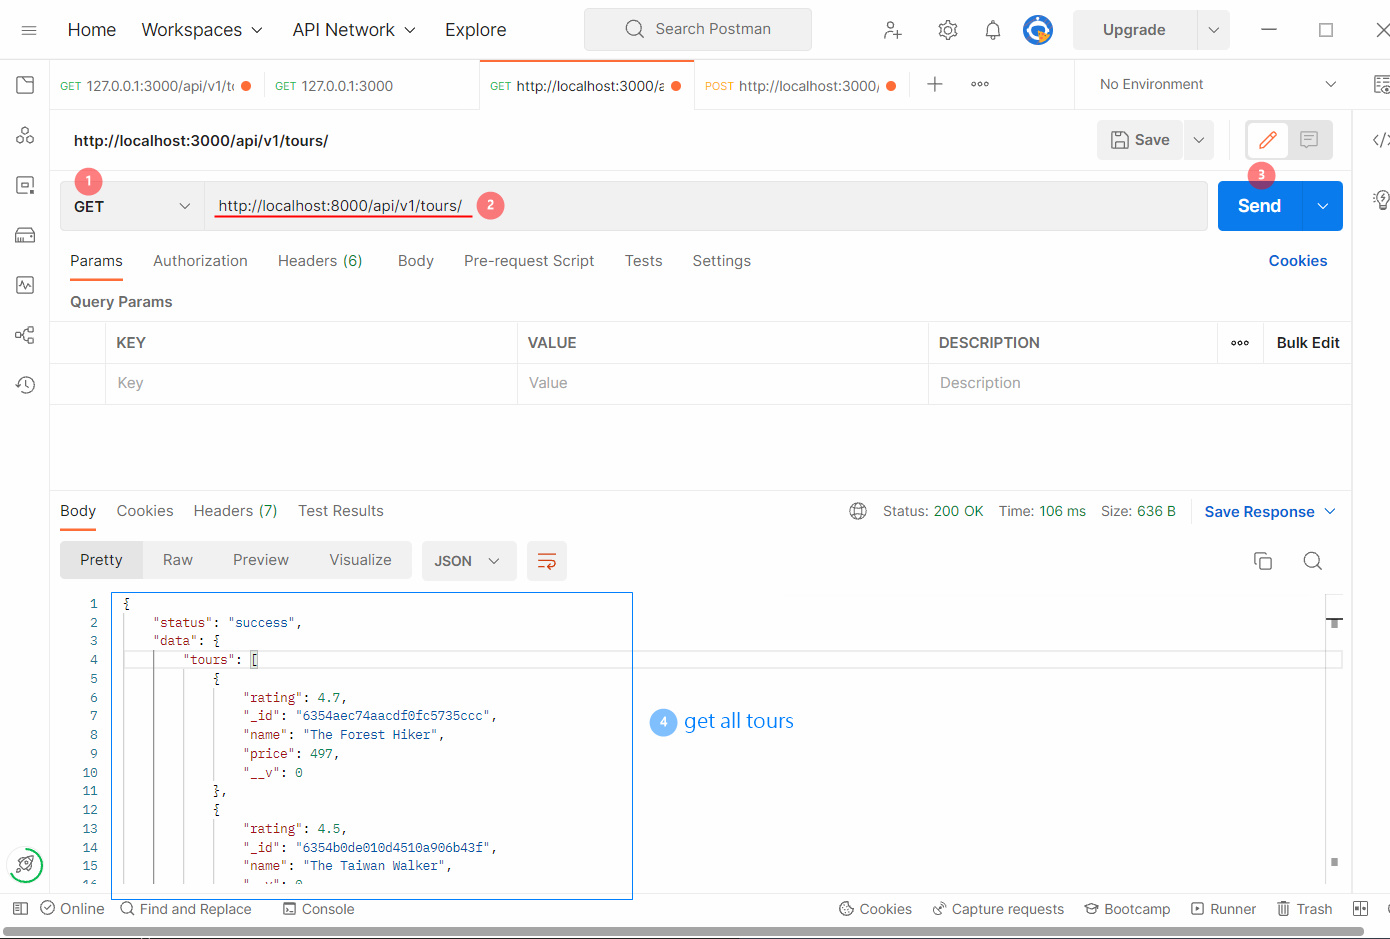 Home Workspaces API Network Explore Search Postman Upgrade
GET 127.0.0.1:3000/api/v1/t GET 127.0.0.1:3000 GET http://localhost:3000/a POST http://localhost:3000/ No Environment
http://localhost:3000/api/v1/tours/ Save
1 3
GET http://localhost:8000/api/v1/tours/ 2 Send
Params Authorization Headers (6) Body Pre-request Script Tests Settings Cookies
Query Params
KEY VALUE DESCRIPTION Bulk Edit
Key Value Description
Body Cookies Headers (7) Test Results Status: 200 OK Time: 106 ms Size: 636 B Save Response
Pretty Raw Preview Visualize JSON
1 {
2 "status": "success",
3 "data": {
4 "tours": [
5 {
6 "rating": 4.7,
7 "_id": "6354aec74aacdf0fc5735ccc",
8 "name": "The Forest Hiker",
9 "price": 497,
10 "__v": 0
11 },
12 {
13 "rating": 4.5,
14 "_id": "6354b0de010d4510a906b43f",
15 "name": "The Taiwan Walker",
16 "__v": 0
4 get all tours
Online Find and Replace Console Cookies Capture requests Bootcamp Runner Trash